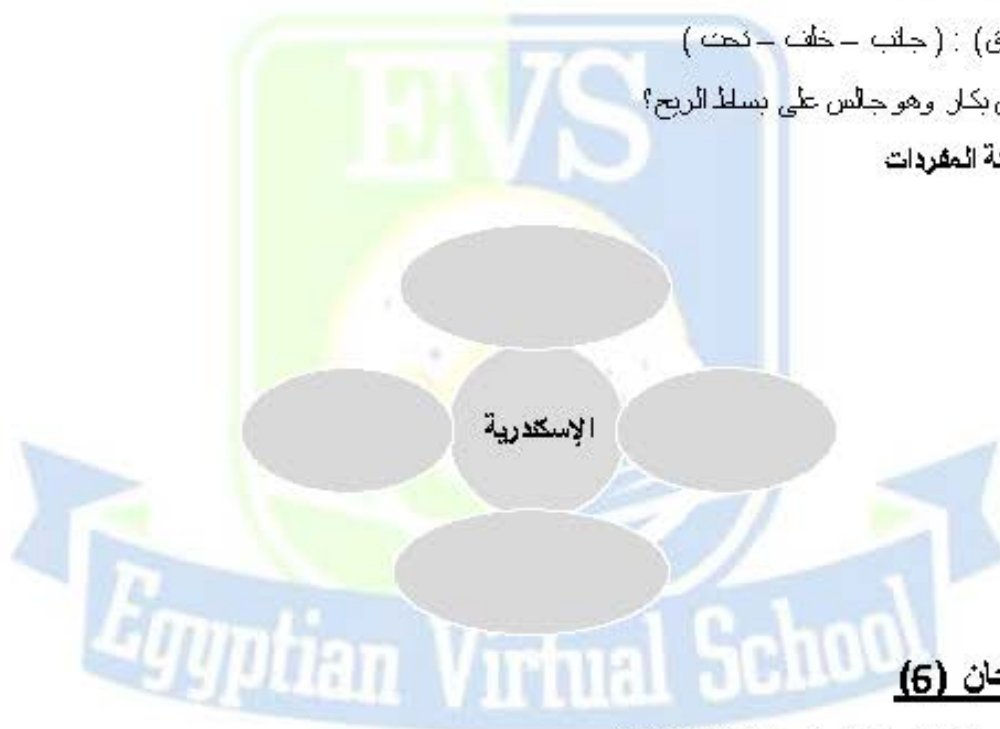 : ( جانب – خلف – تحت )
بكار وهو جالس على بساط الريح؟
المفردات
EVS
الإسكندرية
Egyptian Virtual School
(6)